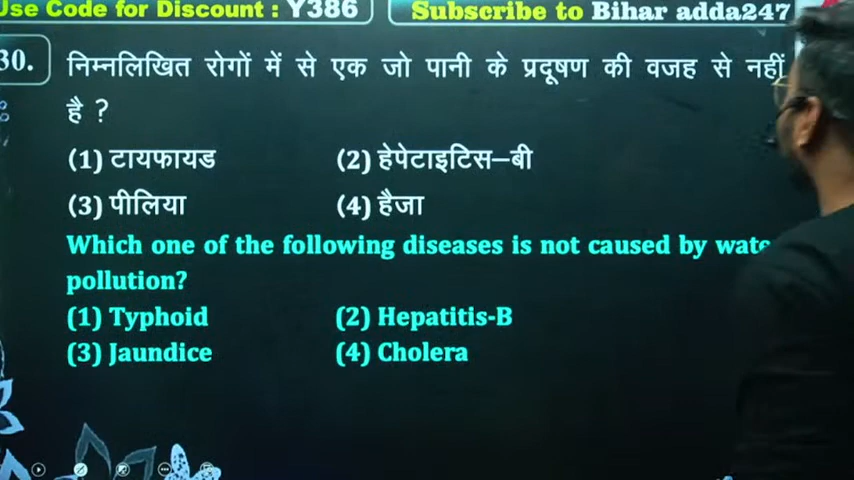 Use Code for Discount : Y386
Subscribe to Bihar adda247
30.
निम्नलिखित रोगों में से एक जो पानी के प्रदूषण की वजह से नहीं
है ?
(1) टायफायड
(2) हेपेटाइटिस–बी
(3) पीलिया
(4) हैजा
Which one of the following diseases is not caused by
pollution?
(1) Typhoid
(2) Hepatitis-B
(3) Jaundice
(4) Cholera